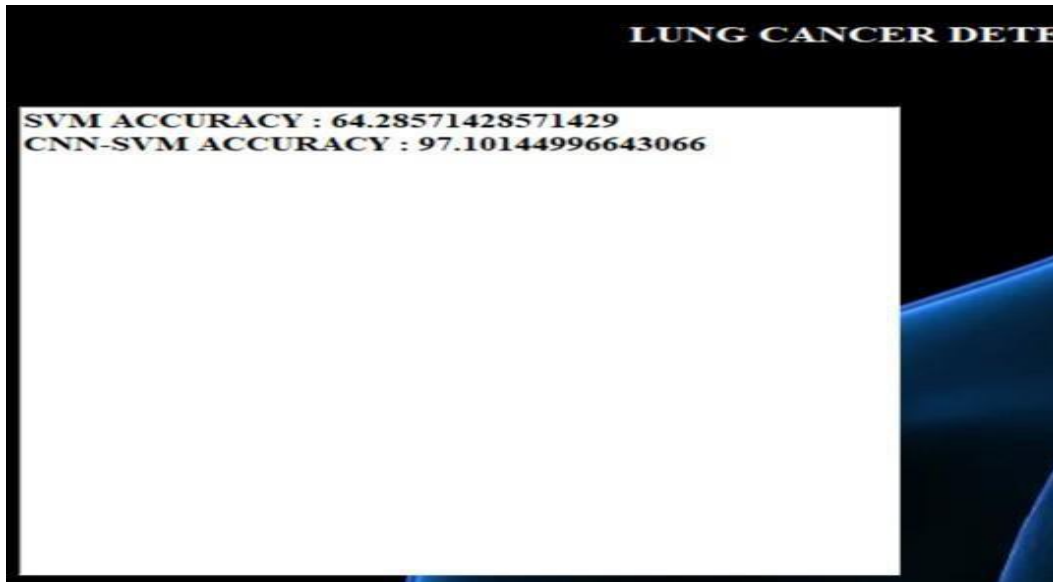 LUNG CANCER DETE
SVM ACCURACY : 64.28571428571429
CNN-SVM ACCURACY : 97.10144996643066